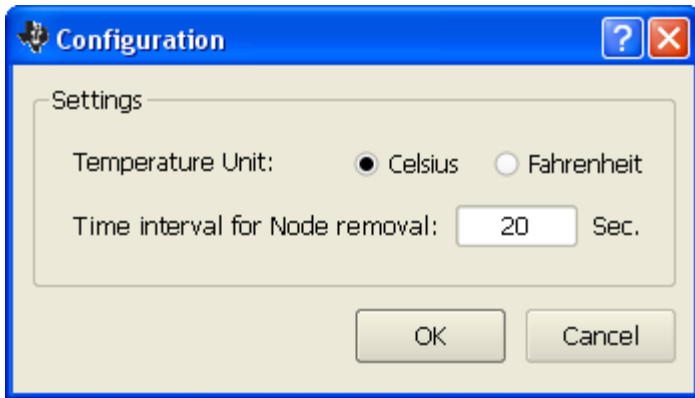 Configuration
Settings
Temperature Unit: Celsius Fahrenheit
Time interval for Node removal: 20 Sec.
OK Cancel